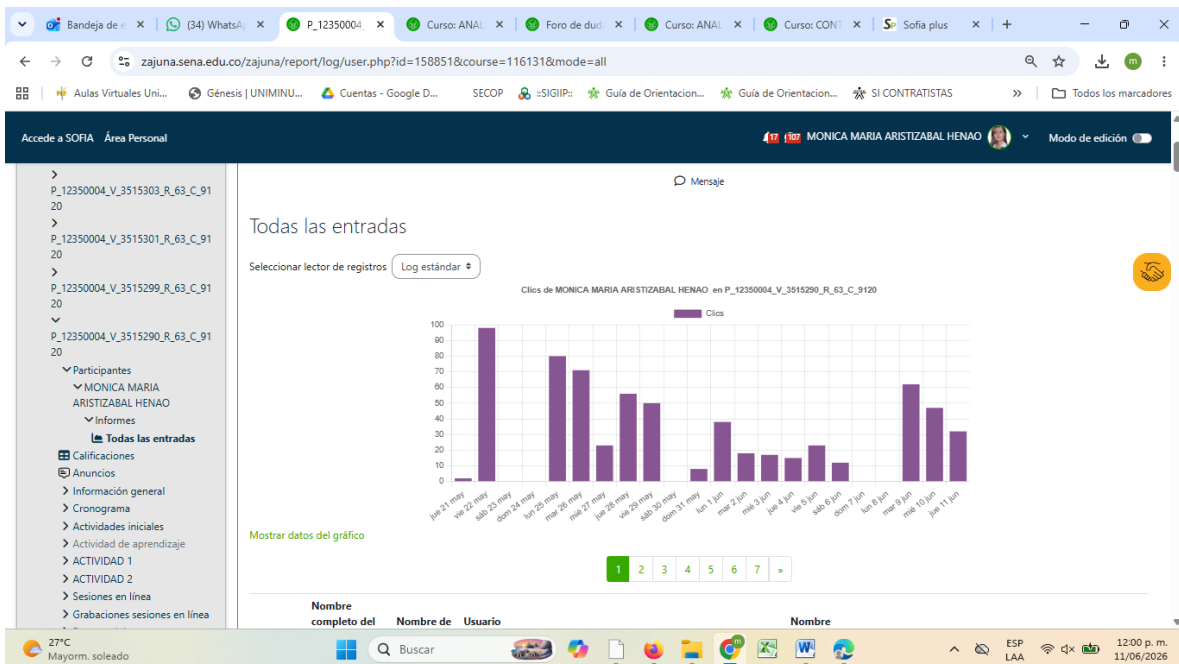 Bandeja de e
(34) WhatsA
P_12350004_
Curso: ANAL
Foro de dud
Curso: ANAL
Curso: CONT
Sofia plus
zajuna.sena.edu.co/zajuna/report/log/user.php?id=158851&course=116131&mode=all
Aulas Virtuales Uni...
Génesis | UNIMINU...
Cuentas - Google D...
SECOP
::SIGIIP::
Guía de Orientacion...
Guía de Orientacion...
SI CONTRATISTAS
»
Todos los marcadores
Accede a SOFIA Área Personal
17 107 MONICA MARIA ARISTIZABAL HENAO
Modo de edición
P_12350004_V_3515303_R_63_C_91
20
P_12350004_V_3515301_R_63_C_91
20
P_12350004_V_3515299_R_63_C_91
20
P_12350004_V_3515290_R_63_C_91
20
Participantes
MONICA MARIA
ARISTIZABAL HENAO
Informes
Todas las entradas
Calificaciones
Anuncios
Información general
Cronograma
Actividades iniciales
Actividad de aprendizaje
ACTIVIDAD 1
ACTIVIDAD 2
Sesiones en línea
Grabaciones sesiones en línea
Mensaje
Todas las entradas
Seleccionar lector de registros Log estándar
Clics de MONICA MARIA ARISTIZABAL HENAO en P_12350004_V_3515290_R_63_C_9120
Clics
100
90
80
70
60
50
40
30
20
10
0
jue 21 may
vie 22 may
sáb 23 may
dom 24 may
lun 25 may
mar 26 may
mié 27 may
jue 28 may
vie 29 may
sáb 30 may
dom 31 may
lun 1 jun
mar 2 jun
mié 3 jun
jue 4 jun
vie 5 jun
sáb 6 jun
dom 7 jun
lun 8 jun
mar 9 jun
mié 10 jun
jue 11 jun
Mostrar datos del gráfico
1 2 3 4 5 6 7 »
Nombre
completo del Nombre de Usuario Nombre
27°C
Mayorm. soleado
Buscar
ESP
LAA
12:00 p. m.
11/06/2026